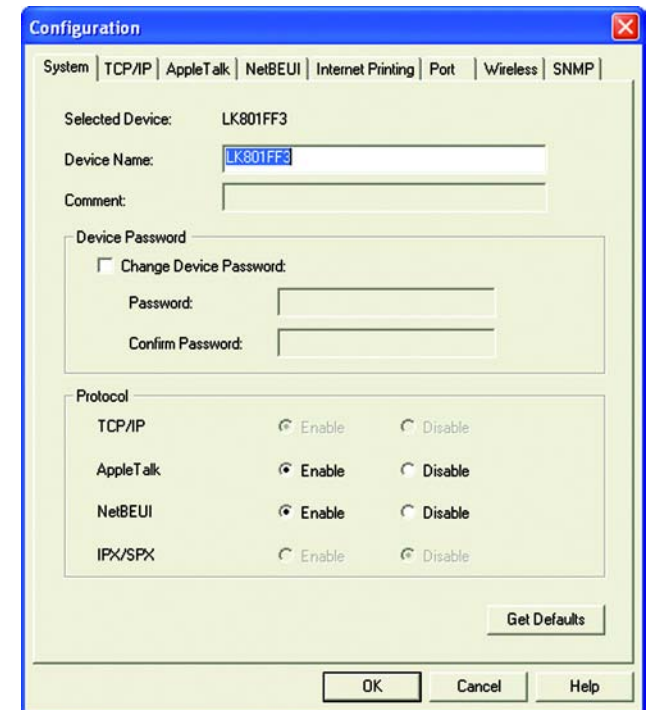 Configuration
System TCP/IP AppleTalk NetBEUI Internet Printing Port Wireless SNMP
Selected Device: LK801FF3
Device Name: LK801FF3
Comment:
Device Password
Change Device Password:
Password:
Confirm Password:
Protocol
TCP/IP Enable Disable
AppleTalk Enable Disable
NetBEUI Enable Disable
IPX/SPX Enable Disable
Get Defaults
OK Cancel Help